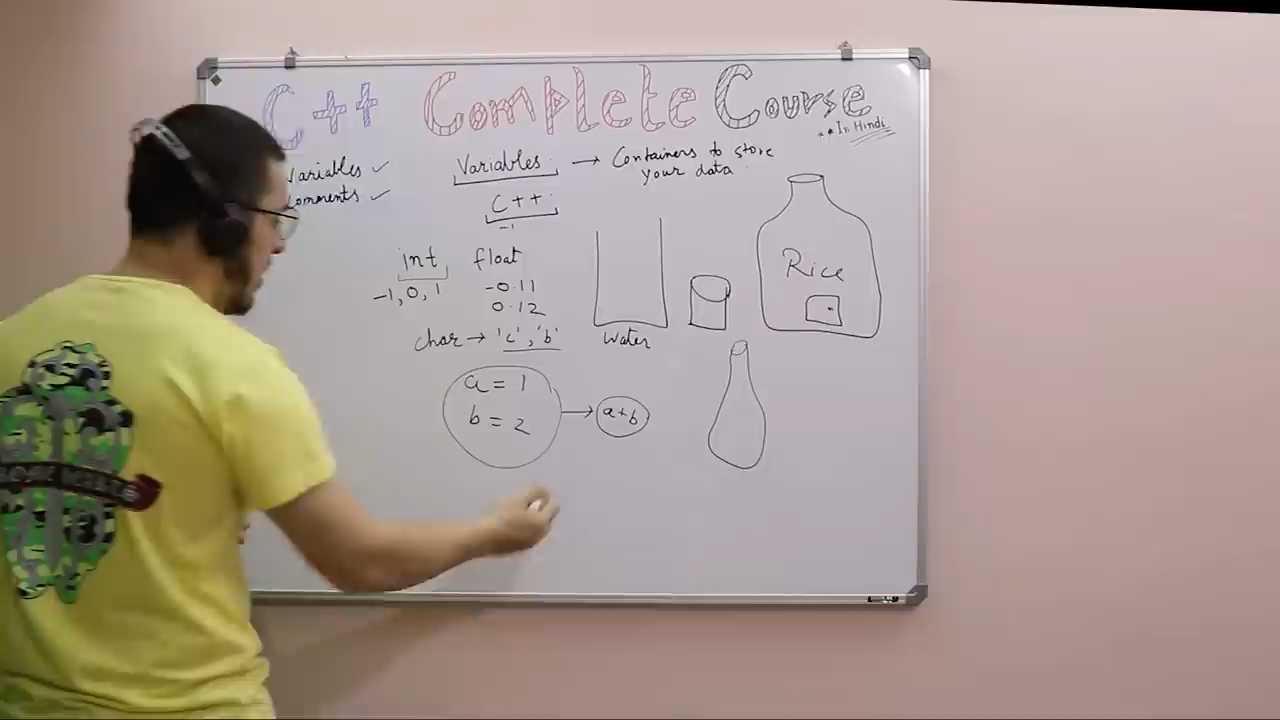 C++ Complete Course
**In Hindi
Variables ✓
Comments ✓
Variables → Containers to store
your data
C++
int float
-1, 0, 1
-0.11
0.12
char → 'c', 'b'
water
Rice
a = 1
b = 2
→ a+b